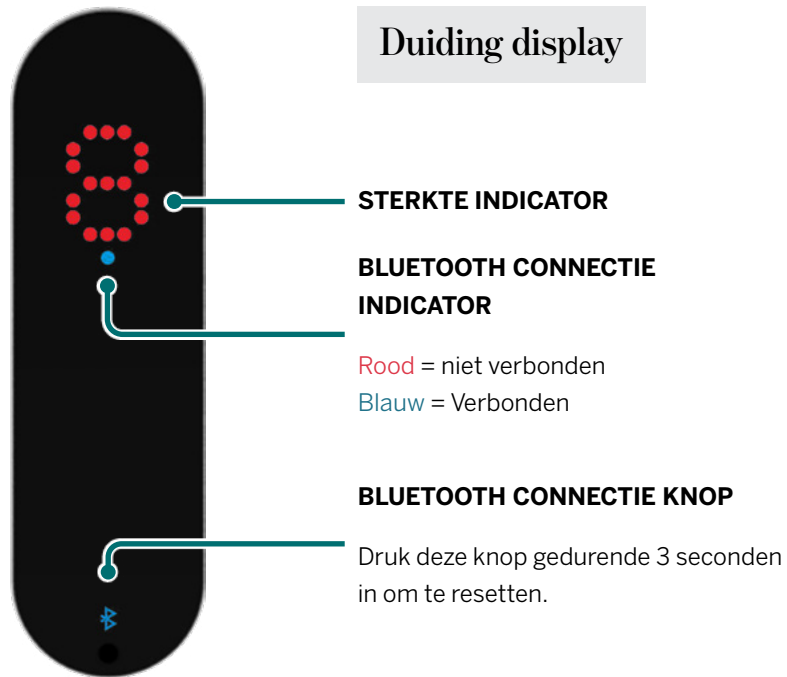 Duiding display
8
STERKTE INDICATOR
BLUETOOTH CONNECTIE
INDICATOR
Rood = niet verbonden
Blauw = Verbonden
BLUETOOTH CONNECTIE KNOP
Druk deze knop gedurende 3 seconden
in om te resetten.